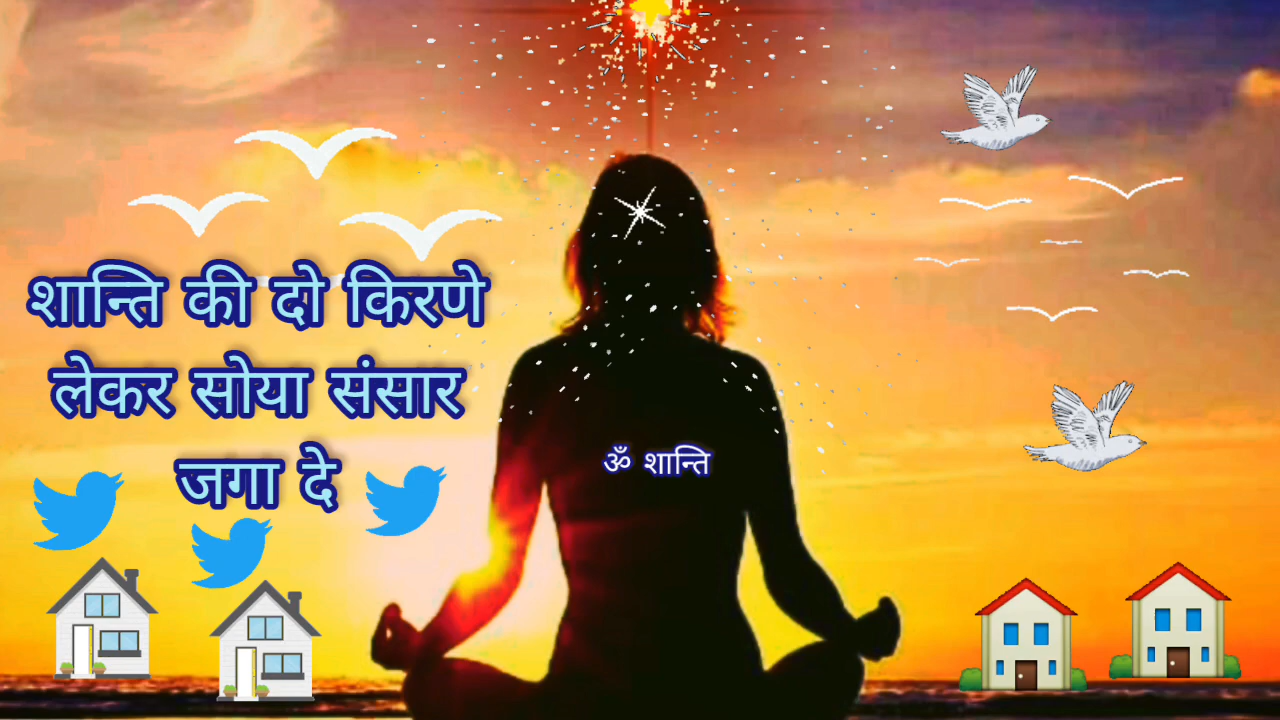 शान्ति की दो किरणे
लेकर सोया संसार
जगा दे
ॐ शान्ति